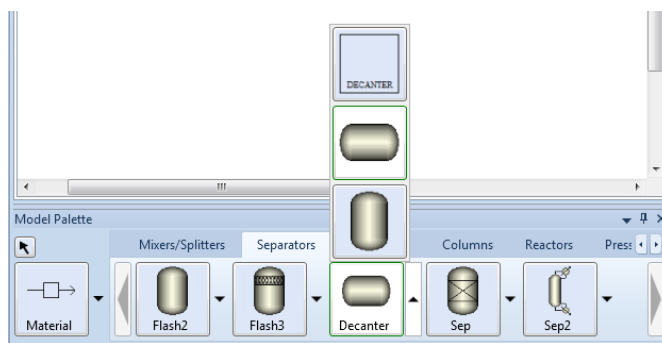 DECANTER
Model Palette
Mixers/Splitters Separators Columns Reactors Press
Material Flash2 Flash3 Decanter Sep Sep2